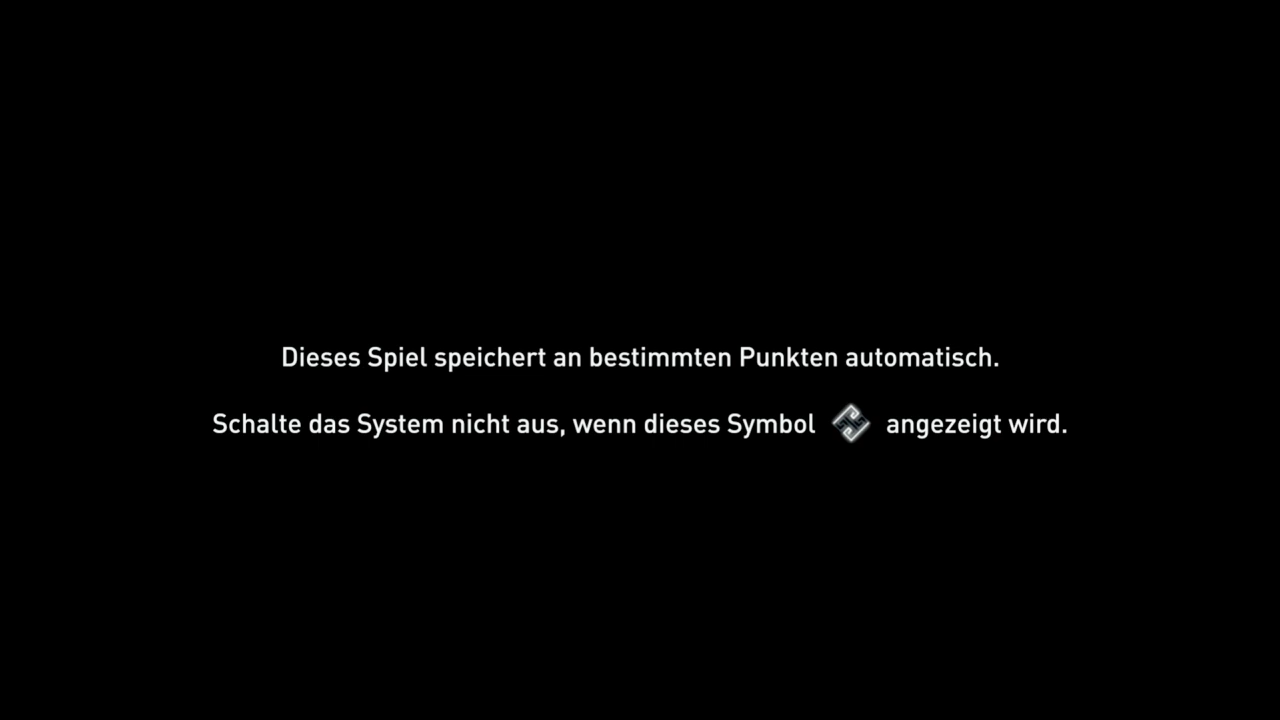 Dieses Spiel speichert an bestimmten Punkten automatisch.
Schalte das System nicht aus, wenn dieses Symbol angezeigt wird.